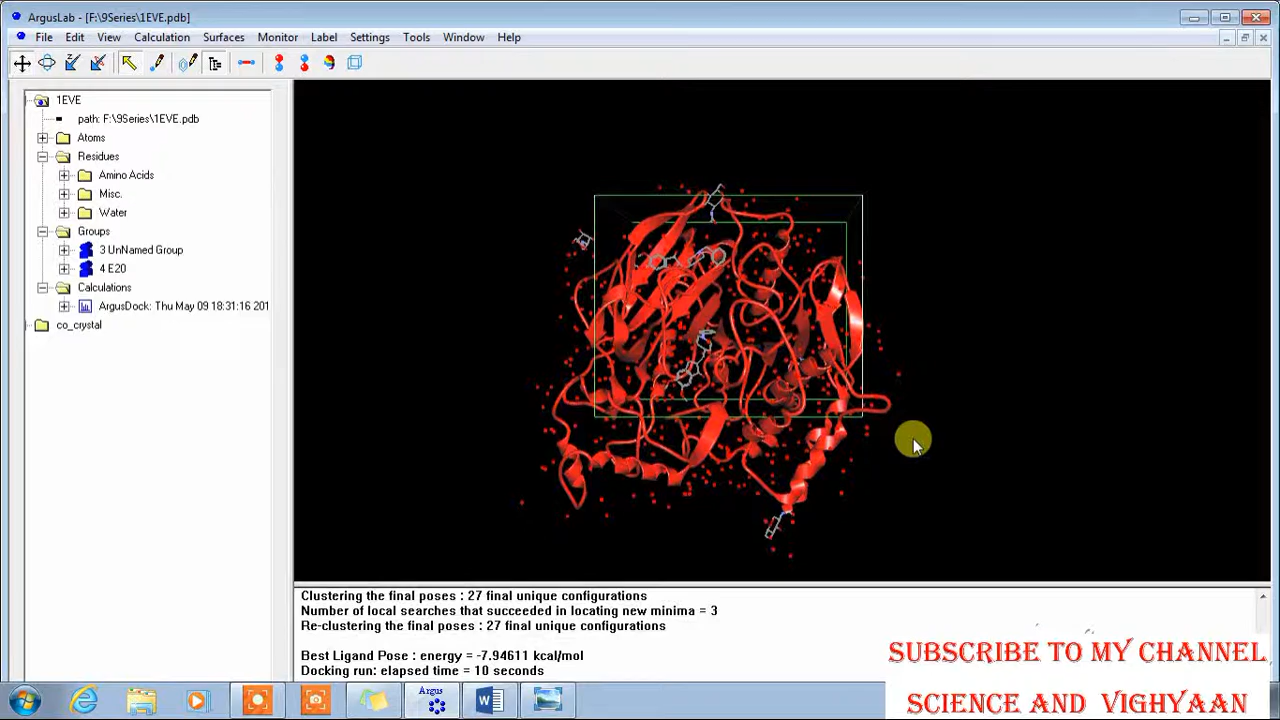 ArgusLab - [F:\9Series\1EVE.pdb]
File Edit View Calculation Surfaces Monitor Label Settings Tools Window Help
1EVE
path: F:\9Series\1EVE.pdb
Atoms
Residues
Amino Acids
Misc.
Water
Groups
3 UnNamed Group
4 E20
Calculations
ArgusDock: Thu May 09 18:31:16 201
co_crystal
Clustering the final poses : 27 final unique configurations
Number of local searches that succeeded in locating new minima = 3
Re-clustering the final poses : 27 final unique configurations
Best Ligand Pose : energy = -7.94611 kcal/mol
Docking run: elapsed time = 10 seconds
SUBSCRIBE TO MY CHANNEL
SCIENCE AND VIGHYAAN
Argus